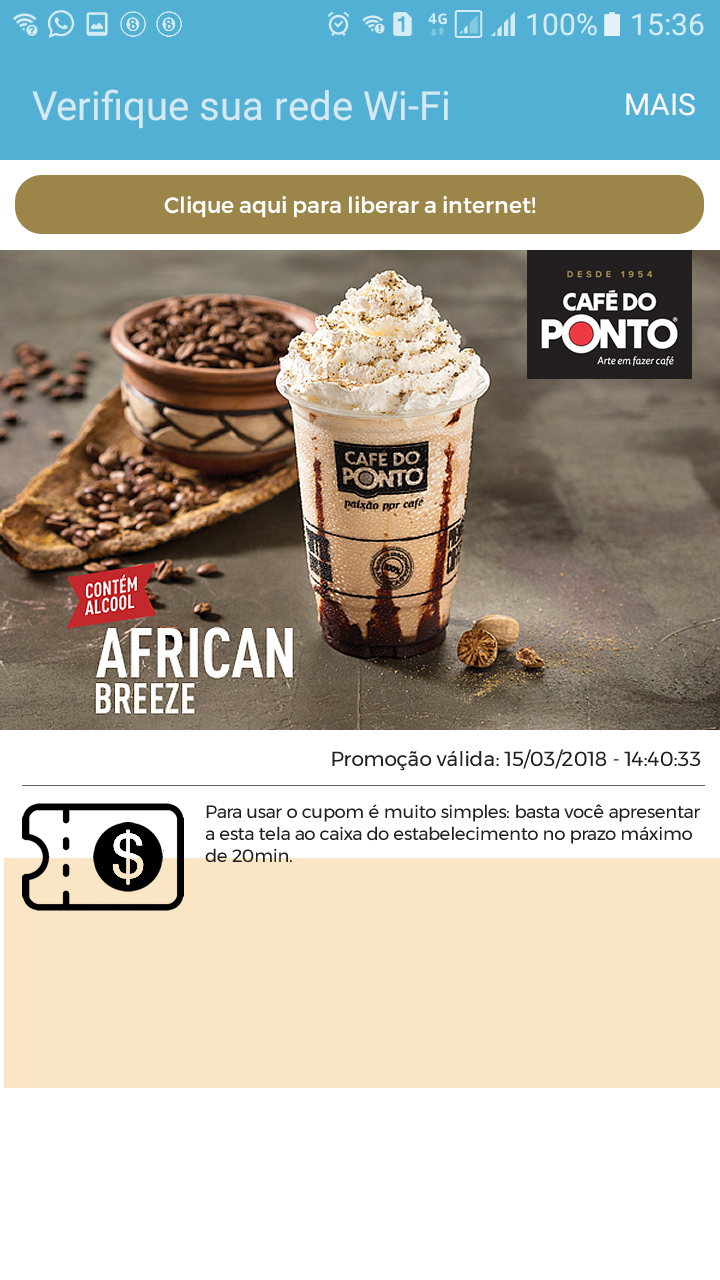 1 4G 100% 15:36
Verifique sua rede Wi-Fi MAIS
Clique aqui para liberar a internet!
DESDE 1954
CAFÉ DO
PONTO®
Arte em fazer café
CAFÉ DO
PONTO
paixão por café
100%
CONTÉM
ALCOOL
AFRICAN
BREEZE
Promoção válida: 15/03/2018 - 14:40:33
Para usar o cupom é muito simples: basta você apresentar
a esta tela ao caixa do estabelecimento no prazo máximo
de 20min.
$